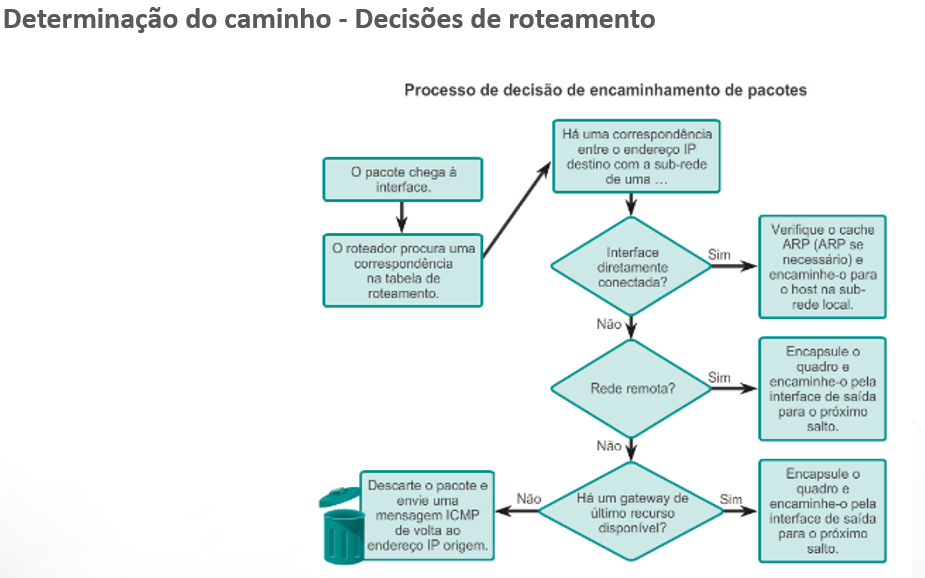 Determinação do caminho - Decisões de roteamento
Processo de decisão de encaminhamento de pacotes
O pacote chega à
interface.
O roteador procura uma
correspondência
na tabela de
roteamento.
Há uma correspondência
entre o endereço IP
destino com a sub-rede
de uma ...
Interface
diretamente
conectada?
Sim
Verifique o cache
ARP (ARP se
necessário) e
encaminhe-o para
o host na sub-
rede local.
Não
Rede remota?
Sim
Encapsule o
quadro e
encaminhe-o pela
interface de saída
para o próximo
salto.
Não
Há um gateway de
último recurso
disponível?
Sim
Encapsule o
quadro e
encaminhe-o pela
interface de saída
para o próximo
salto.
Não
Descarte o pacote e
envie uma
mensagem ICMP
de volta ao
endereço IP origem.